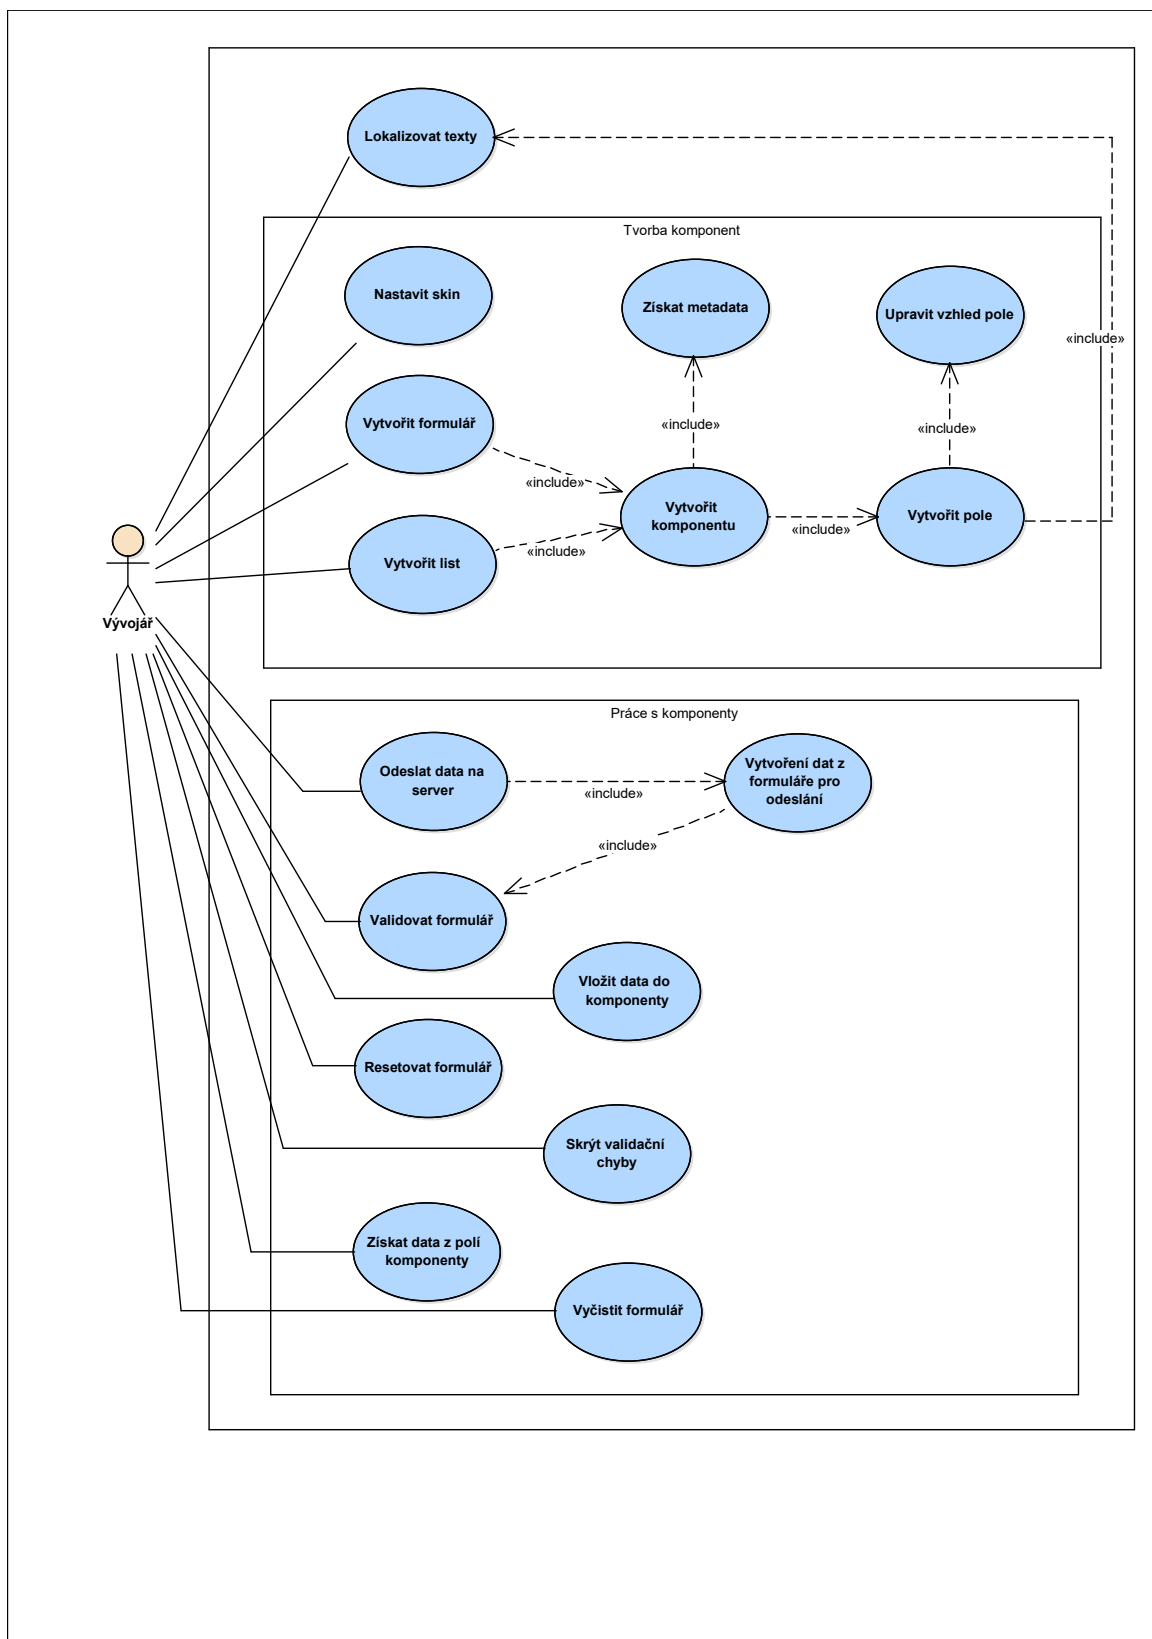 Lokalizovat texty
Tvorba komponent
Nastavit skin
Získat metadata
Upravit vzhled pole
«include»
Vytvořit formulář
«include»
«include»
«include»
Vytvořit
komponentu
Vytvořit pole
«include»
«include»
Vytvořit list
Vývojář
Práce s komponenty
Odeslat data na
server
Vytvoření dat z
formuláře pro
odeslání
«include»
«include»
Validovat formulář
Vložit data do
komponenty
Resetovat formulář
Skrýt validační
chyby
Získat data z polí
komponenty
Vyčistit formulář